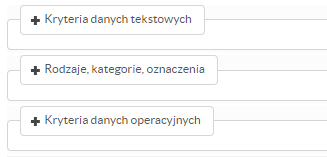 Kryteria danych tekstowych
Rodzaje, kategorie, oznaczenia
Kryteria danych operacyjnych